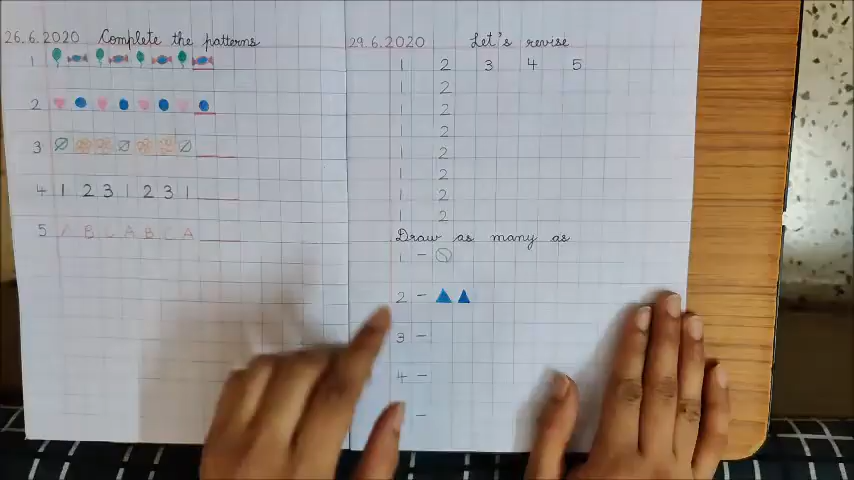 26.6.2020 Complete the patterns
1
2
3
4 1 2 3 1 2 3 1
5 A B C A B C A
29.6.2020 Let's revise
1 2 3 4 5
1 2
1 2
1 2
1 2
1 2
1 2
1 2
Draw as many as
1 -
2 -
3 -
4 -
-